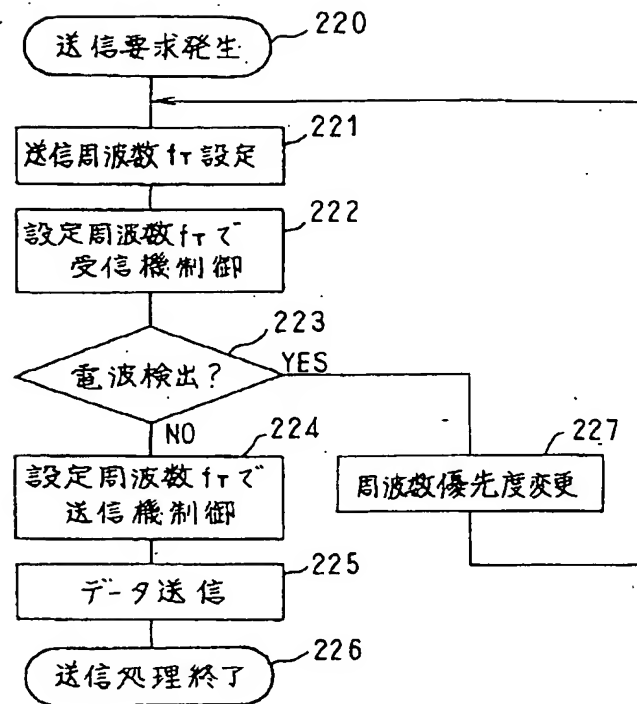 送信要求発生
220
221
送信周波数fT設定
222
設定周波数fTで
受信機制御
223
電波検出?
YES
NO
224
設定周波数fTで
送信機制御
227
周波数優先度変更
225
データ送信
226
送信処理終了